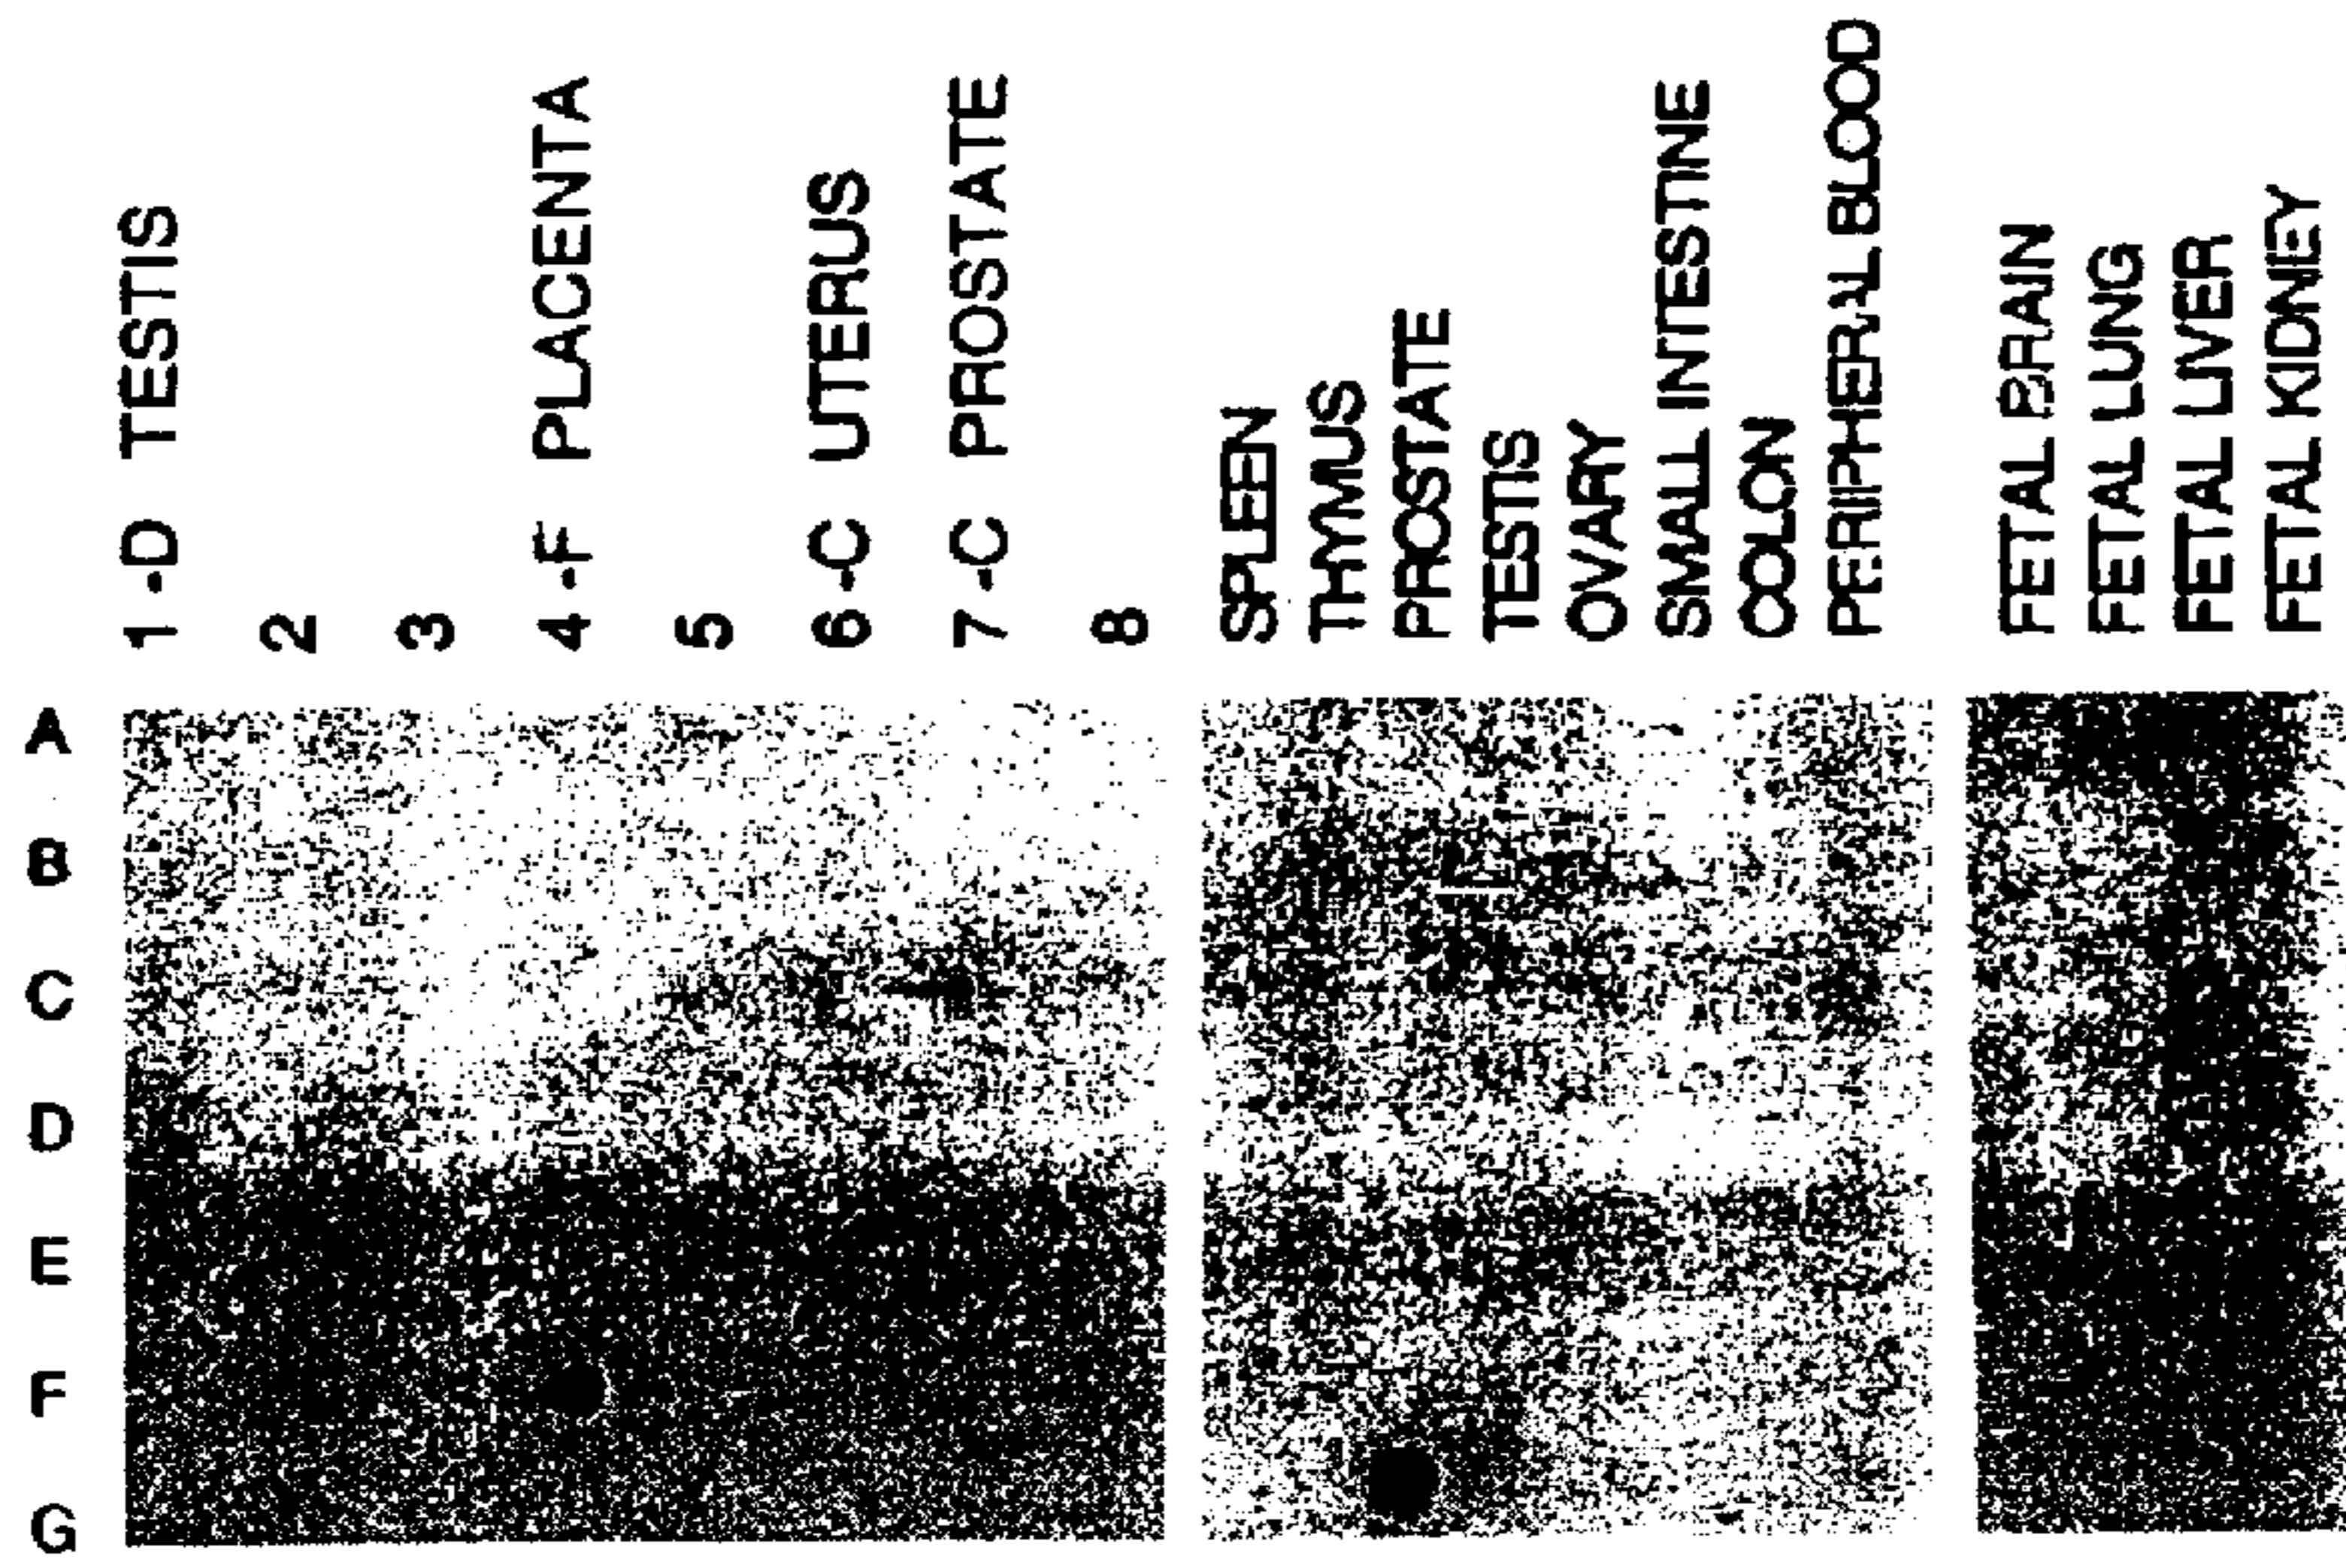 1 -D TESTIS
2
3
4 -F PLACENTA
5
6 -C UTERUS
7 -C PROSTATE
8
SPLEEN
THYMUS
PROSTATE
TESTIS
OVARY
SMALL INTESTINE
COLON
PERIPHERAL BLOOD
FETAL BRAIN
FETAL LUNG
FETAL LIVER
FETAL KIDNEY
A
B
C
D
E
F
G